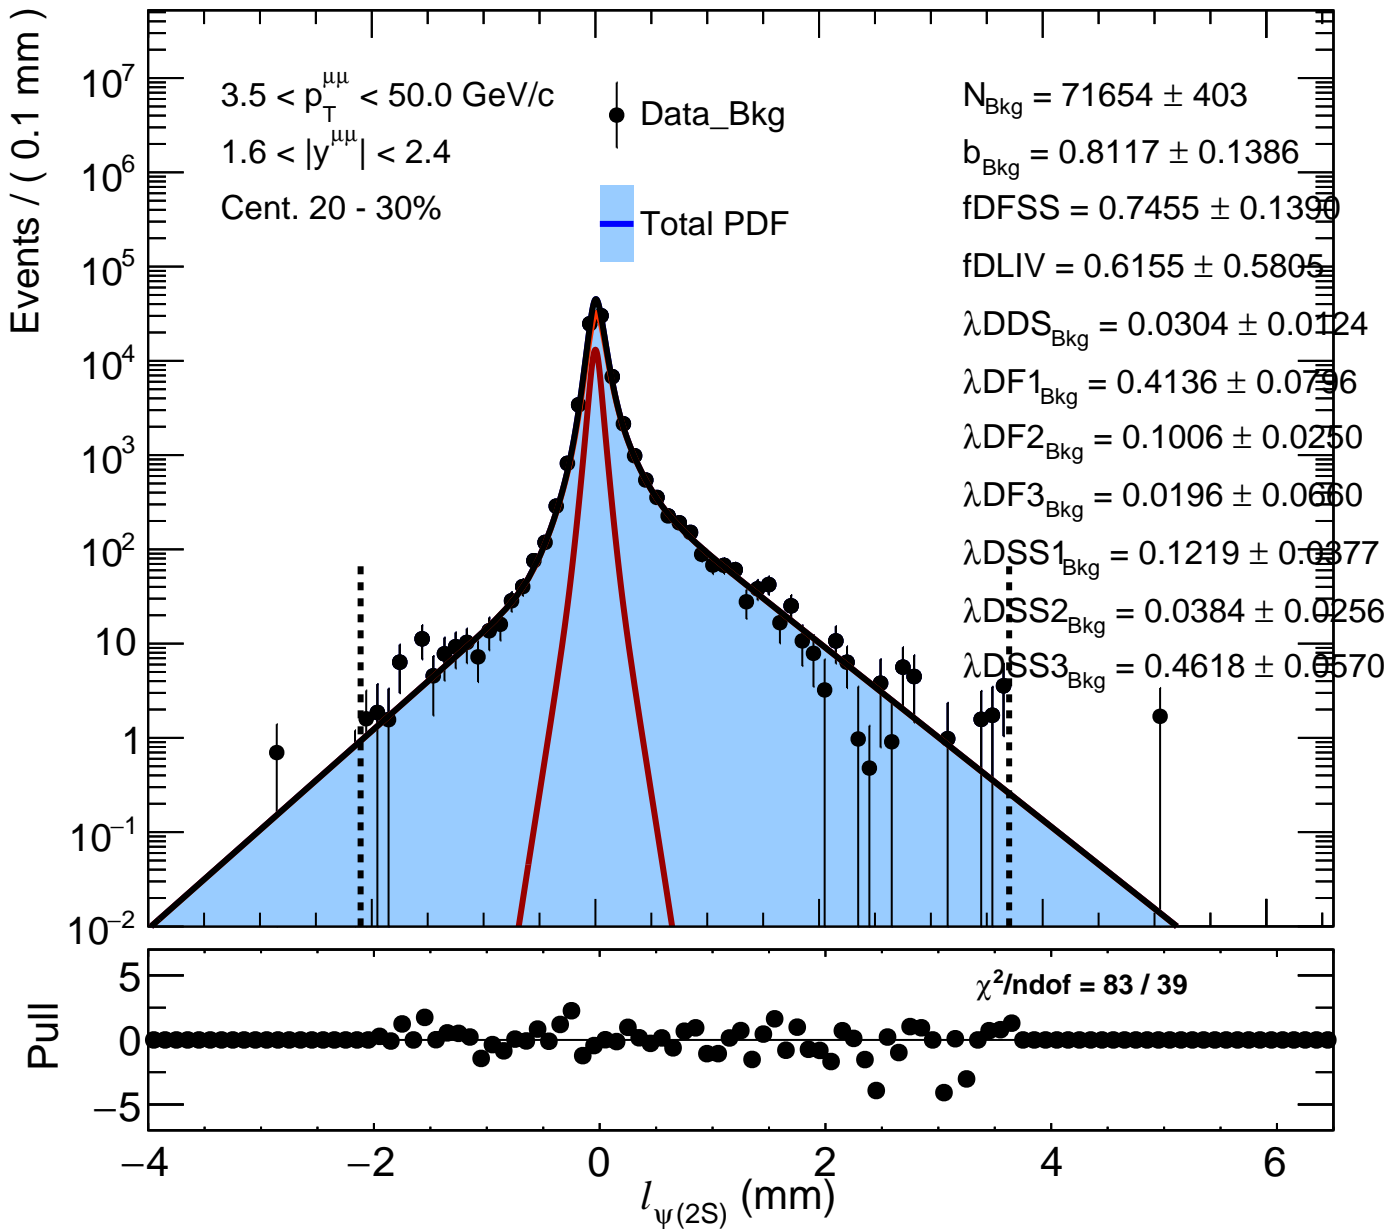 Events / ( 0.1 mm )
3.5 < p_T^μμ < 50.0 GeV/c
1.6 < |y^μμ| < 2.4
Cent. 20 - 30%
Data_Bkg
Total PDF
N_Bkg = 71654 ± 403
b_Bkg = 0.8117 ± 0.1386
fDFSS = 0.7455 ± 0.1390
fDLIV = 0.6155 ± 0.5805
λDDS_Bkg = 0.0304 ± 0.0124
λDF1_Bkg = 0.4136 ± 0.0796
λDF2_Bkg = 0.1006 ± 0.0250
λDF3_Bkg = 0.0196 ± 0.0660
λDSS1_Bkg = 0.1219 ± 0.0377
λDSS2_Bkg = 0.0384 ± 0.0256
λDSS3_Bkg = 0.4618 ± 0.0570
10^7
10^6
10^5
10^4
10^3
10^2
10
1
10^−1
10^−2
Pull
5
0
−5
χ²/ndof = 83 / 39
−4 −2 0 2 4 6
l_ψ(2S) (mm)